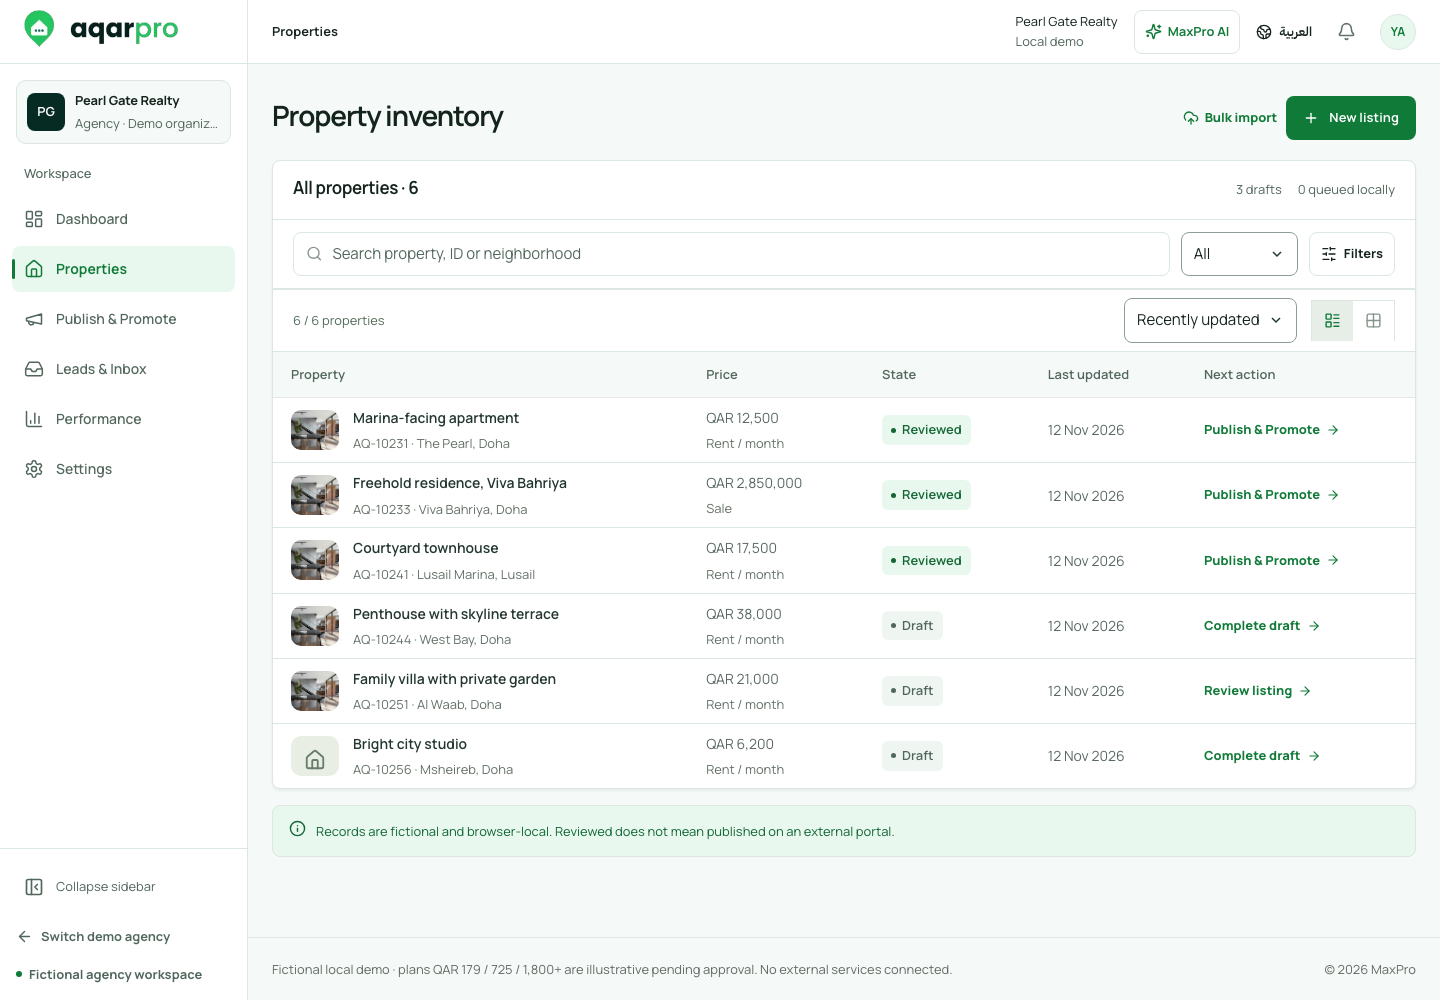 aqarpro
Properties
Pearl Gate Realty
Local demo
MaxPro AI
العربية
YA
PG
Pearl Gate Realty
Agency · Demo organiz...
Workspace
Dashboard
Properties
Publish & Promote
Leads & Inbox
Performance
Settings
Collapse sidebar
Switch demo agency
Fictional agency workspace
Property inventory
Bulk import
New listing
All properties · 6
3 drafts 0 queued locally
Search property, ID or neighborhood
All
Filters
6 / 6 properties
Recently updated
Property Price State Last updated Next action
Marina-facing apartment
AQ-10231 · The Pearl, Doha
QAR 12,500
Rent / month
Reviewed
12 Nov 2026
Publish & Promote
Freehold residence, Viva Bahriya
AQ-10233 · Viva Bahriya, Doha
QAR 2,850,000
Sale
Reviewed
12 Nov 2026
Publish & Promote
Courtyard townhouse
AQ-10241 · Lusail Marina, Lusail
QAR 17,500
Rent / month
Reviewed
12 Nov 2026
Publish & Promote
Penthouse with skyline terrace
AQ-10244 · West Bay, Doha
QAR 38,000
Rent / month
Draft
12 Nov 2026
Complete draft
Family villa with private garden
AQ-10251 · Al Waab, Doha
QAR 21,000
Rent / month
Draft
12 Nov 2026
Review listing
Bright city studio
AQ-10256 · Msheireb, Doha
QAR 6,200
Rent / month
Draft
12 Nov 2026
Complete draft
Records are fictional and browser-local. Reviewed does not mean published on an external portal.
Fictional local demo · plans QAR 179 / 725 / 1,800+ are illustrative pending approval. No external services connected.
© 2026 MaxPro